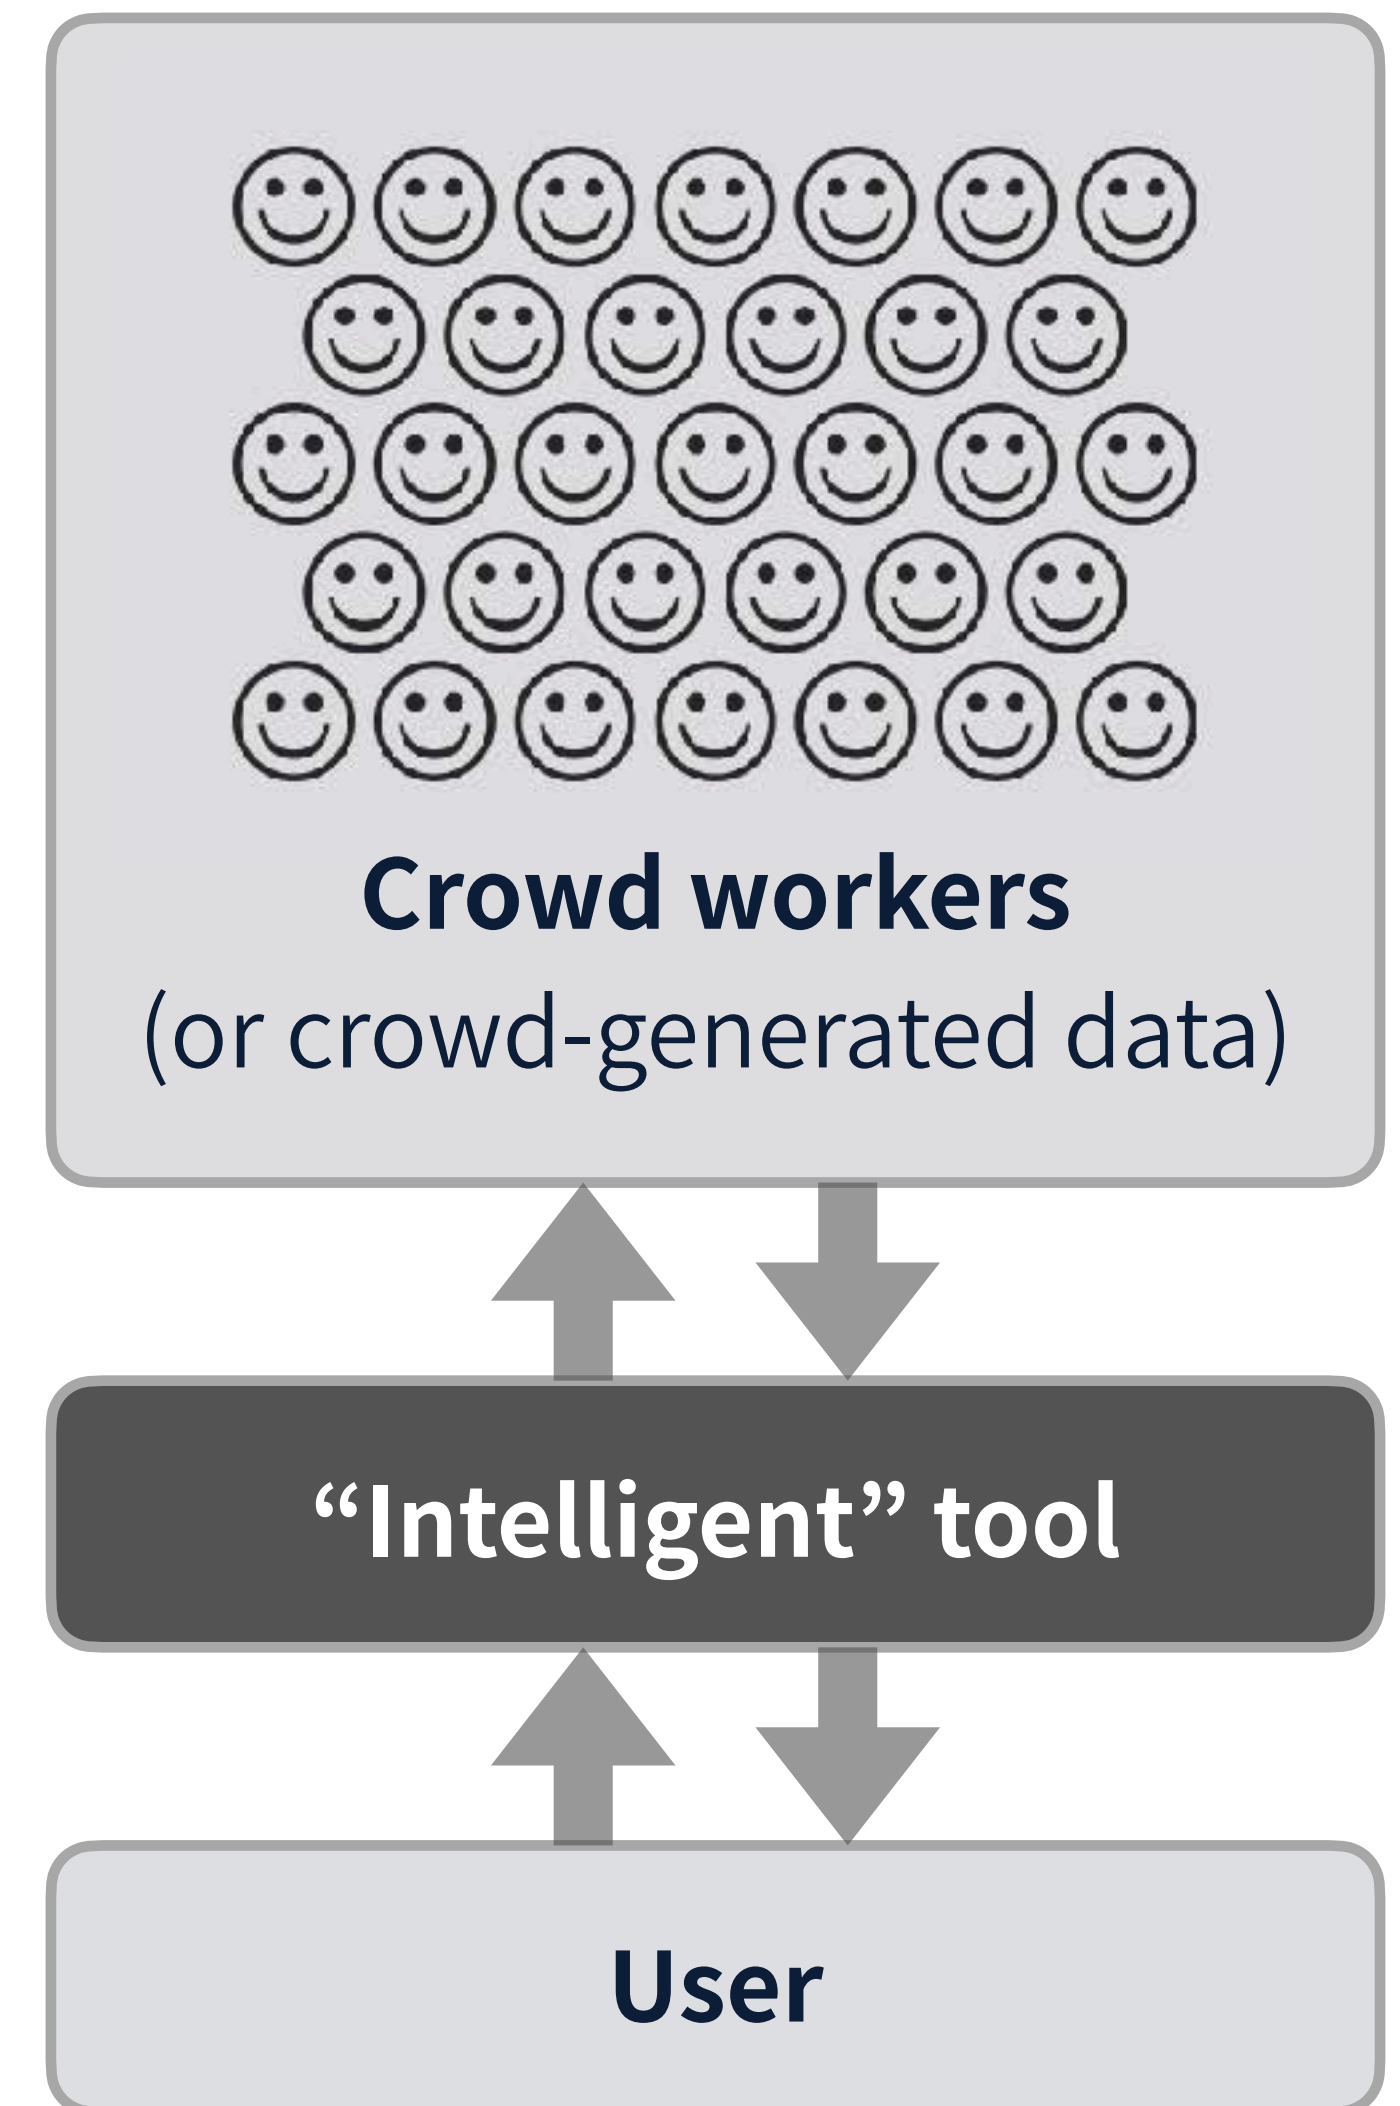 Crowd workers
(or crowd-generated data)
“Intelligent” tool
User